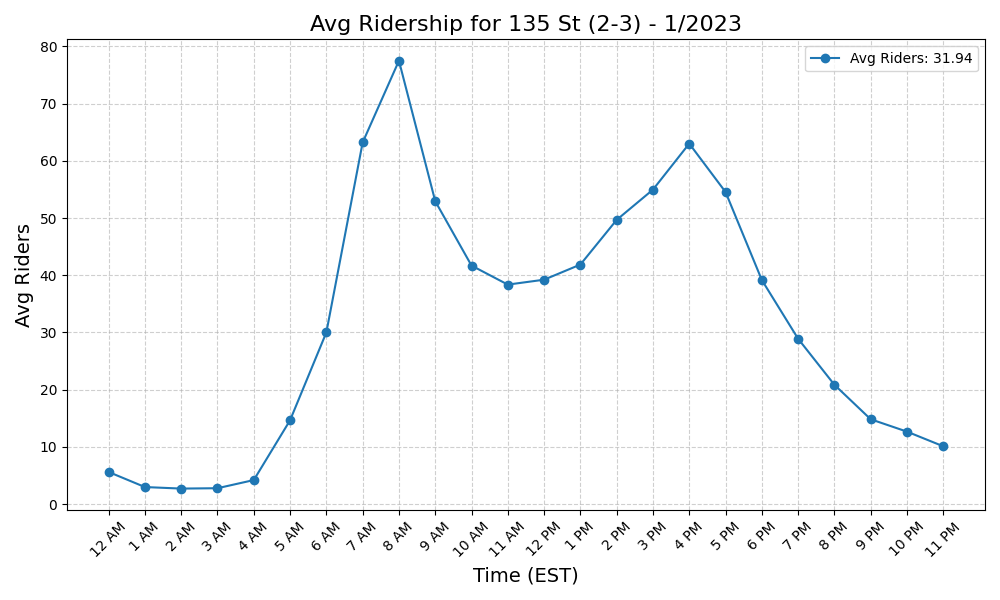 Avg Ridership for 135 St (2-3) - 1/2023
Avg Riders: 31.94
Avg Riders
80
70
60
50
40
30
20
10
0
12 AM
1 AM
2 AM
3 AM
4 AM
5 AM
6 AM
7 AM
8 AM
9 AM
10 AM
11 AM
12 PM
1 PM
2 PM
3 PM
4 PM
5 PM
6 PM
7 PM
8 PM
9 PM
10 PM
11 PM
Time (EST)